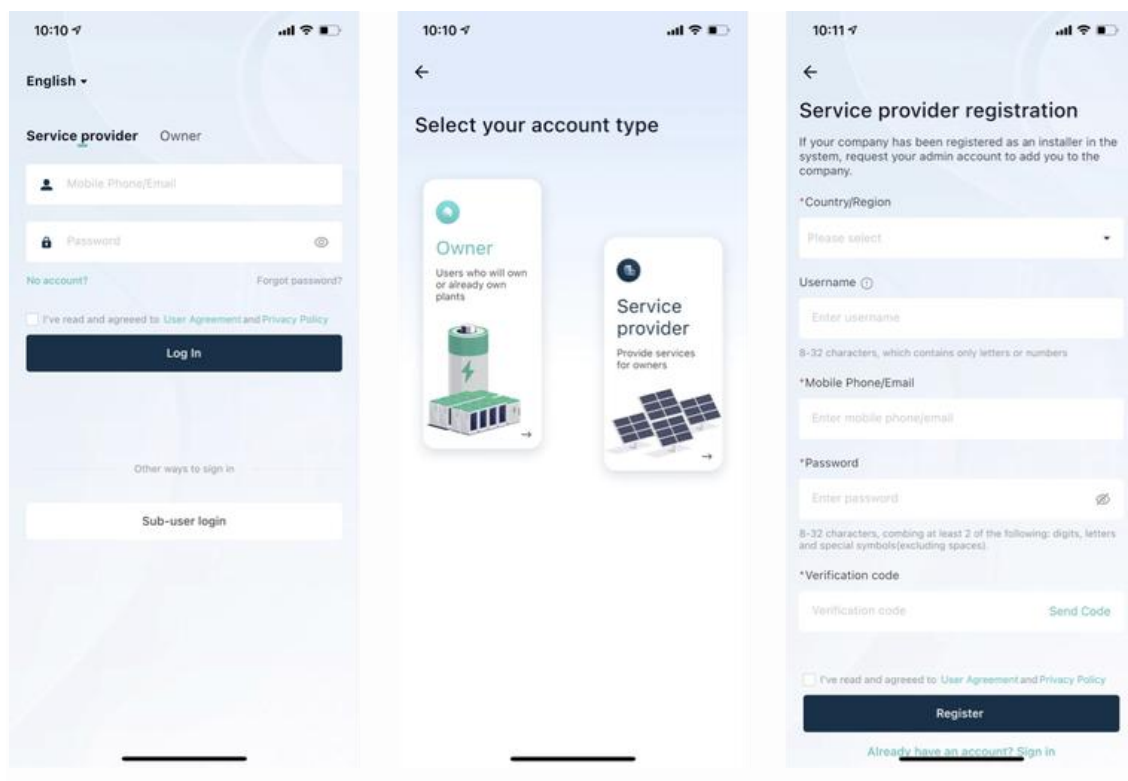 10:10
English
Service provider Owner
Mobile Phone/Email
Password
No account? Forgot password?
I've read and agreeed to User Agreement and Privacy Policy
Log In
Other ways to sign in
Sub-user login
10:10
Select your account type
Owner
Users who will own
or already own
plants
Service
provider
Provide services
for owners
10:11
Service provider registration
If your company has been registered as an installer in the
system, request your admin account to add you to the
company.
*Country/Region
Please select
Username
Enter username
8-32 characters, which contains only letters or numbers
*Mobile Phone/Email
Enter mobile phone/email
*Password
Enter password
8-32 characters, combing at least 2 of the following: digits, letters
and special symbols(excluding spaces).
*Verification code
Verification code Send Code
I've read and agreeed to User Agreement and Privacy Policy
Register
Already have an account? Sign in